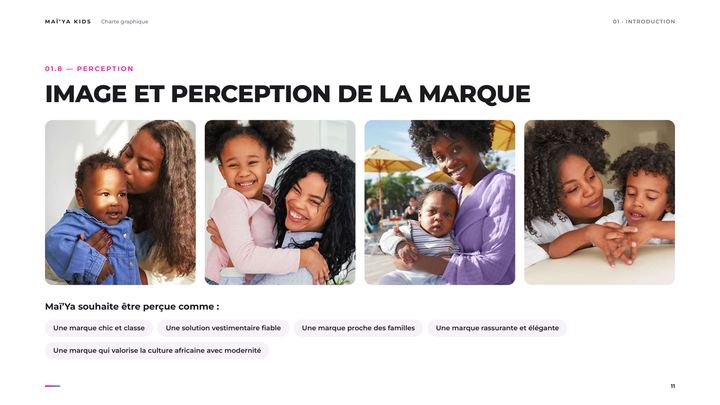 MAÏ'YA KIDS Charte graphique
01 · INTRODUCTION
01.8 — PERCEPTION
IMAGE ET PERCEPTION DE LA MARQUE
Maï'Ya souhaite être perçue comme :
Une marque chic et classe
Une solution vestimentaire fiable
Une marque proche des familles
Une marque rassurante et élégante
Une marque qui valorise la culture africaine avec modernité
11